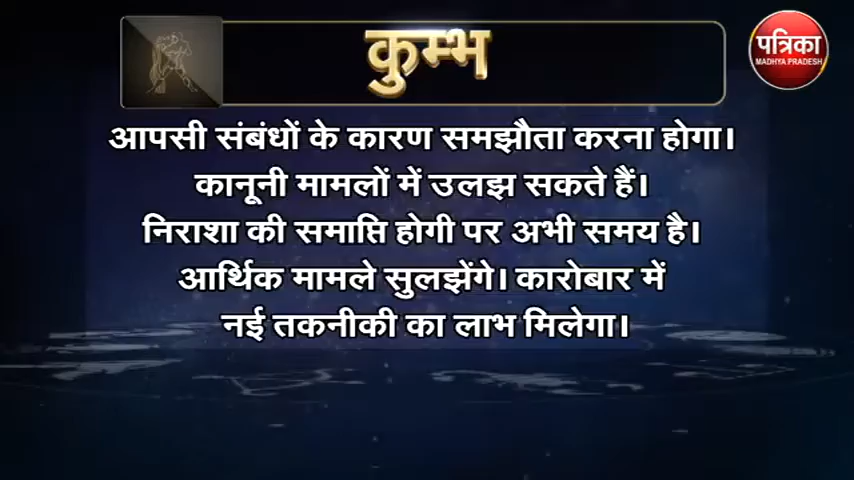 कुम्भ
पत्रिका
MADHYA PRADESH
आपसी संबंधों के कारण समझौता करना होगा।
कानूनी मामलों में उलझ सकते हैं।
निराशा की समाप्ति होगी पर अभी समय है।
आर्थिक मामले सुलझेंगे। कारोबार में
नई तकनीकी का लाभ मिलेगा।